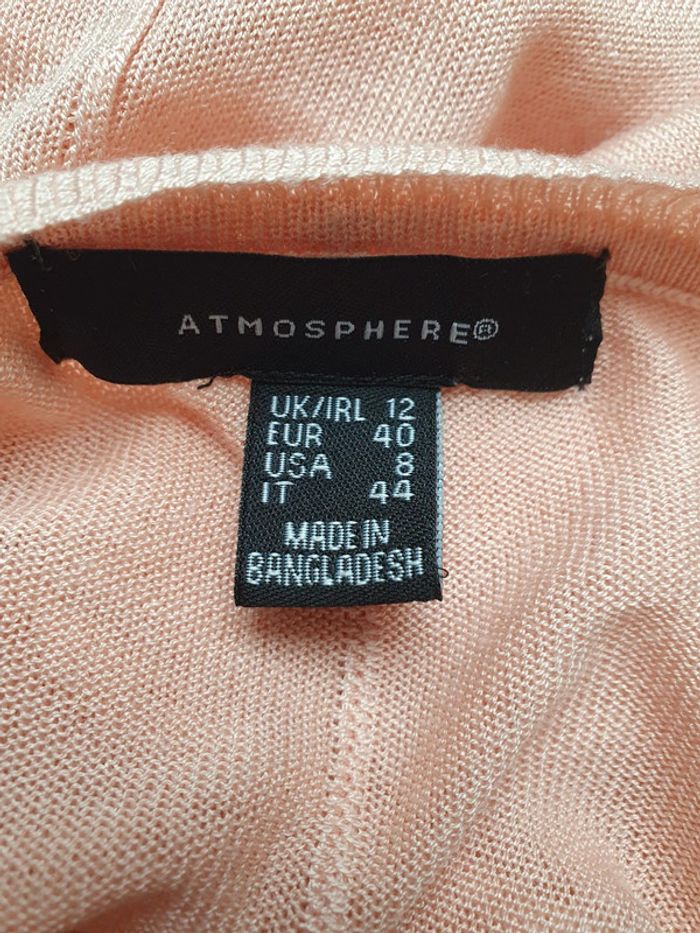 ATMOSPHERE®
UK/IRL 12
EUR 40
USA 8
IT 44
MADE IN
BANGLADESH